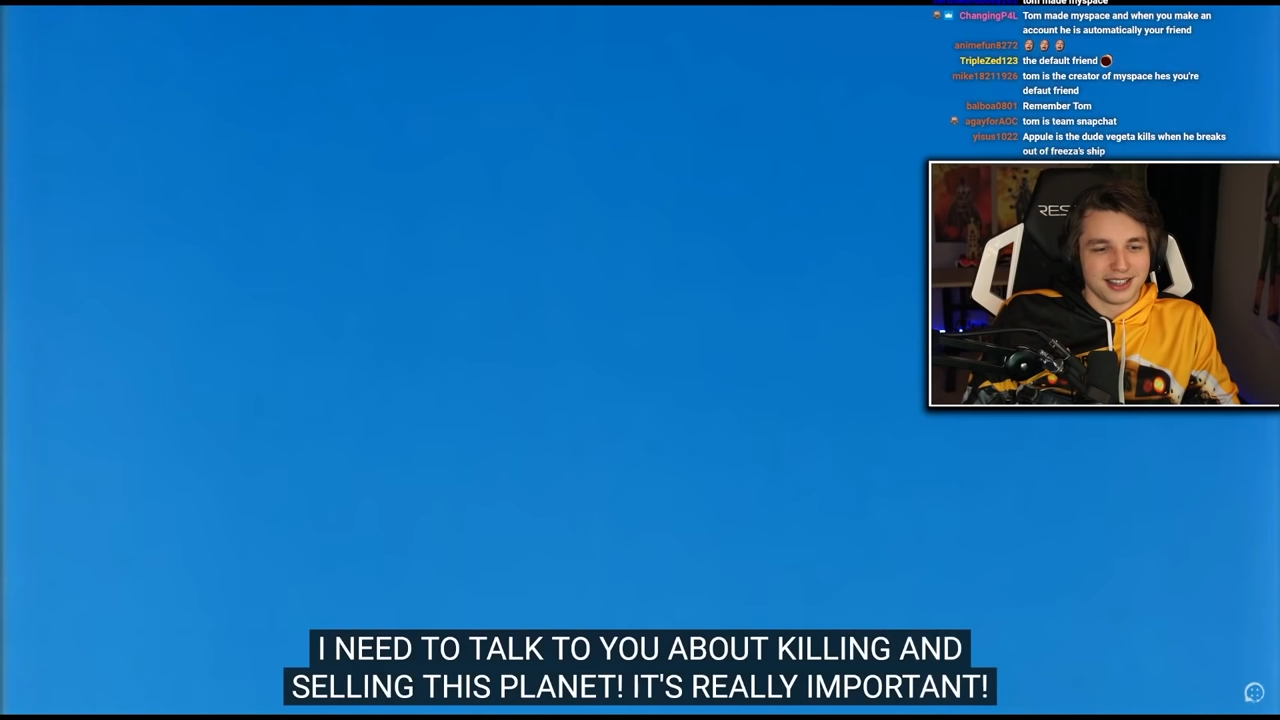 tom made myspace
ChangingP4L Tom made myspace and when you make an
account he is automatically your friend
animefun8272
TripleZed123 the default friend
mike18211926 tom is the creator of myspace hes you're
defaut friend
balboa0801 Remember Tom
agayforAOC tom is team snapchat
yisus1022 Appule is the dude vegeta kills when he breaks
out of freeza's ship
RES
I NEED TO TALK TO YOU ABOUT KILLING AND
SELLING THIS PLANET! IT'S REALLY IMPORTANT!